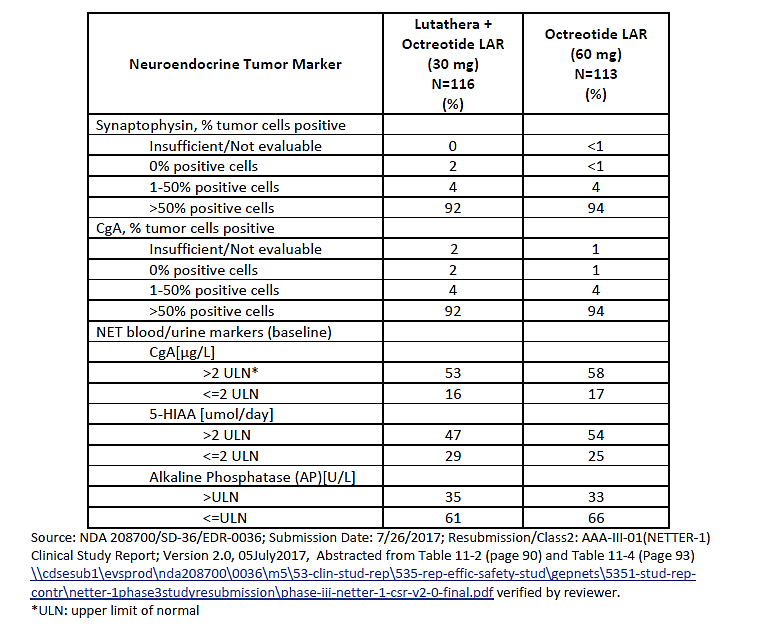 Neuroendocrine Tumor Marker Lutathera + Octreotide LAR (30 mg) N=116 (%) Octreotide LAR (60 mg) N=113 (%)
Synaptophysin, % tumor cells positive
Insufficient/Not evaluable 0 <1
0% positive cells 2 <1
1-50% positive cells 4 4
>50% positive cells 92 94
CgA, % tumor cells positive
Insufficient/Not evaluable 2 1
0% positive cells 2 1
1-50% positive cells 4 4
>50% positive cells 92 94
NET blood/urine markers (baseline)
CgA[µg/L]
>2 ULN* 53 58
<=2 ULN 16 17
5-HIAA [umol/day]
>2 ULN 47 54
<=2 ULN 29 25
Alkaline Phosphatase (AP)[U/L]
>ULN 35 33
<=ULN 61 66
Source: NDA 208700/SD-36/EDR-0036; Submission Date: 7/26/2017; Resubmission/Class2: AAA-III-01(NETTER-1)
Clinical Study Report; Version 2.0, 05July2017, Abstracted from Table 11-2 (page 90) and Table 11-4 (Page 93)
\\cdsesub1\evsprod\nda208700\0036\m5\53-clin-stud-rep\535-rep-effic-safety-stud\gepnets\5351-stud-rep-
contr\netter-1phase3studyresubmission\phase-iii-netter-1-csr-v2-0-final.pdf verified by reviewer.
*ULN: upper limit of normal